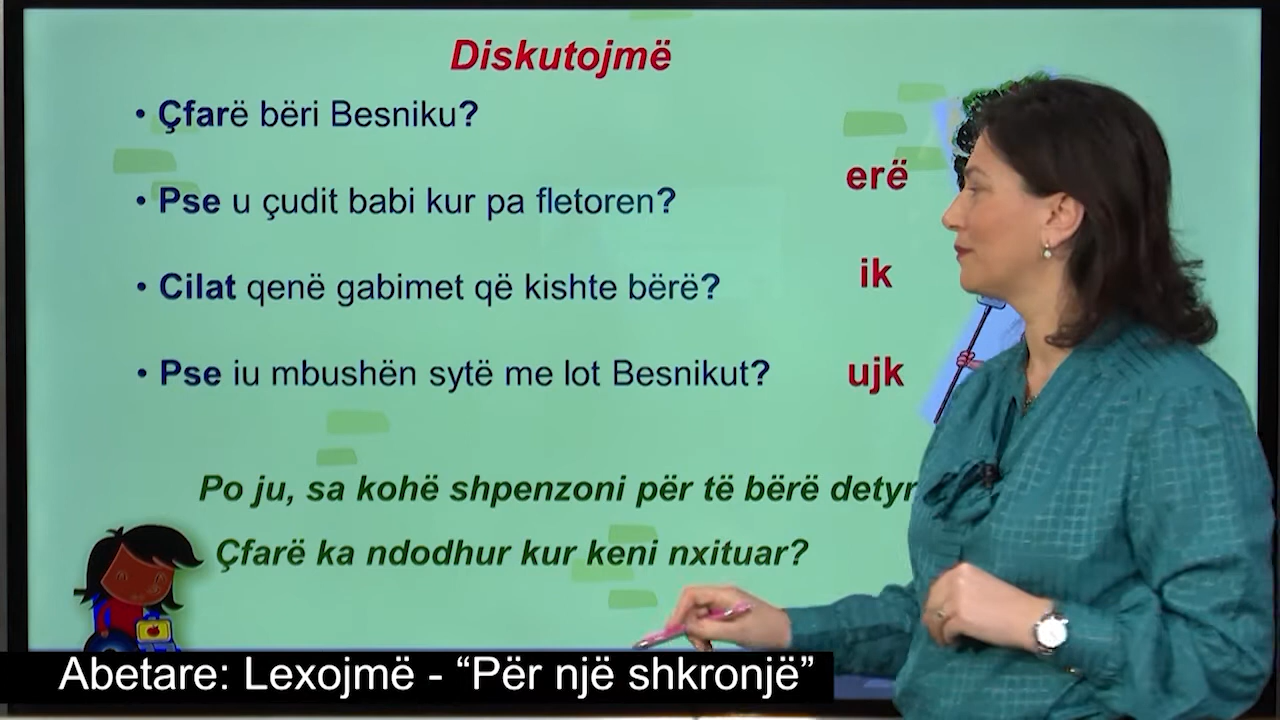 Diskutojmë
• Çfarë bëri Besniku?
• Pse u çudit babi kur pa fletoren?
• Cilat qenë gabimet që kishte bërë?
• Pse iu mbushën sytë me lot Besnikut?
erë
ik
ujk
Po ju, sa kohë shpenzoni për të bërë detyr
Çfarë ka ndodhur kur keni nxituar?
Abetare: Lexojmë - “Për një shkronjë”